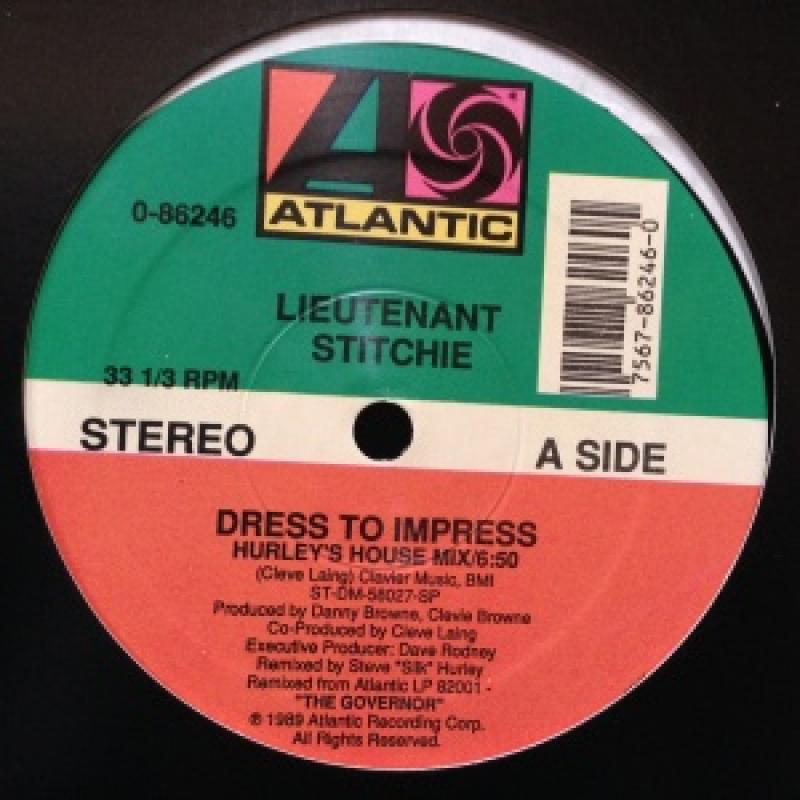 ATLANTIC
0-86246
7567-86246-0
LIEUTENANT
STITCHIE
33 1/3 RPM
STEREO
A SIDE
DRESS TO IMPRESS
HURLEY'S HOUSE MIX/6:50
(Cleve Laing) Clavier Music, BMI
ST-DM-58027-SP
Produced by Danny Browne, Clevie Browne
Co-Produced by Cleve Laing
Executive Producer: Dave Rodney
Remixed by Steve "Silk" Hurley
Remixed from Atlantic LP 82001 -
"THE GOVERNOR"
℗ 1989 Atlantic Recording Corp.
All Rights Reserved.